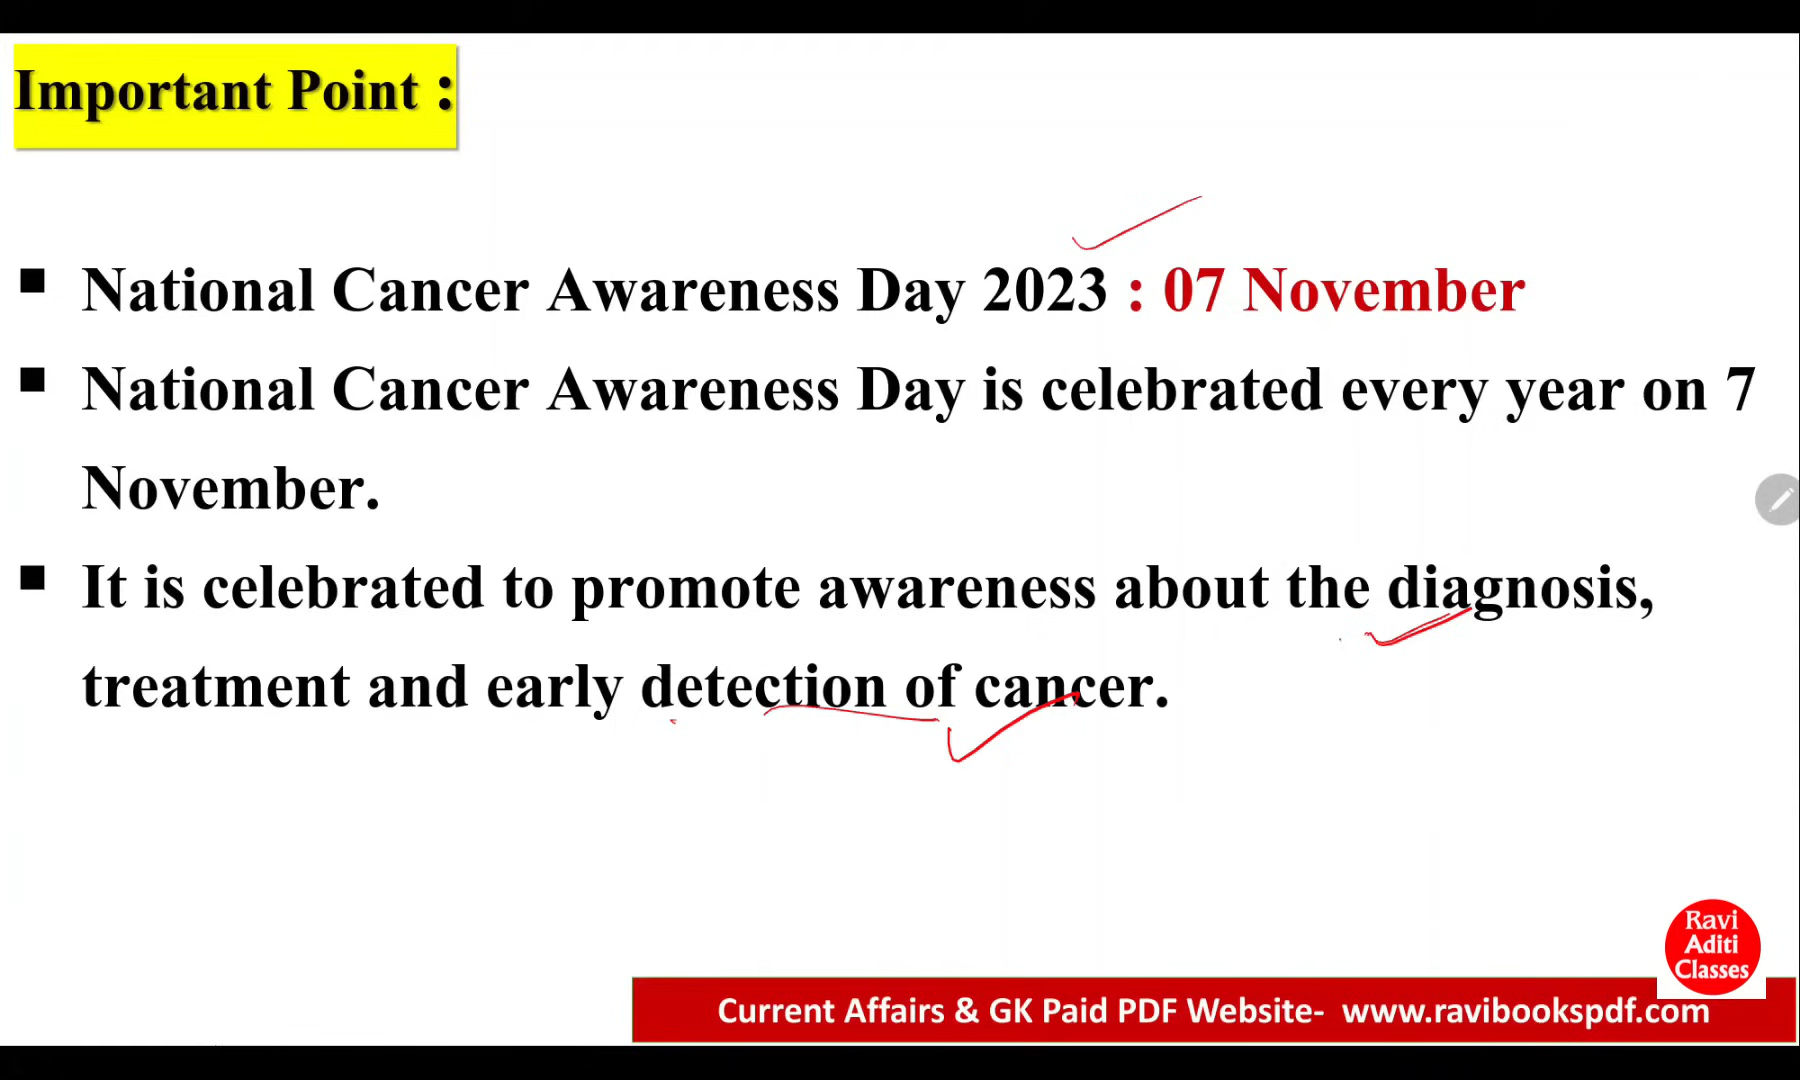 Important Point :
▪ National Cancer Awareness Day 2023 : 07 November
▪ National Cancer Awareness Day is celebrated every year on 7
November.
▪ It is celebrated to promote awareness about the diagnosis,
treatment and early detection of cancer.
Ravi
Aditi
Classes
Current Affairs & GK Paid PDF Website- www.ravibookspdf.com